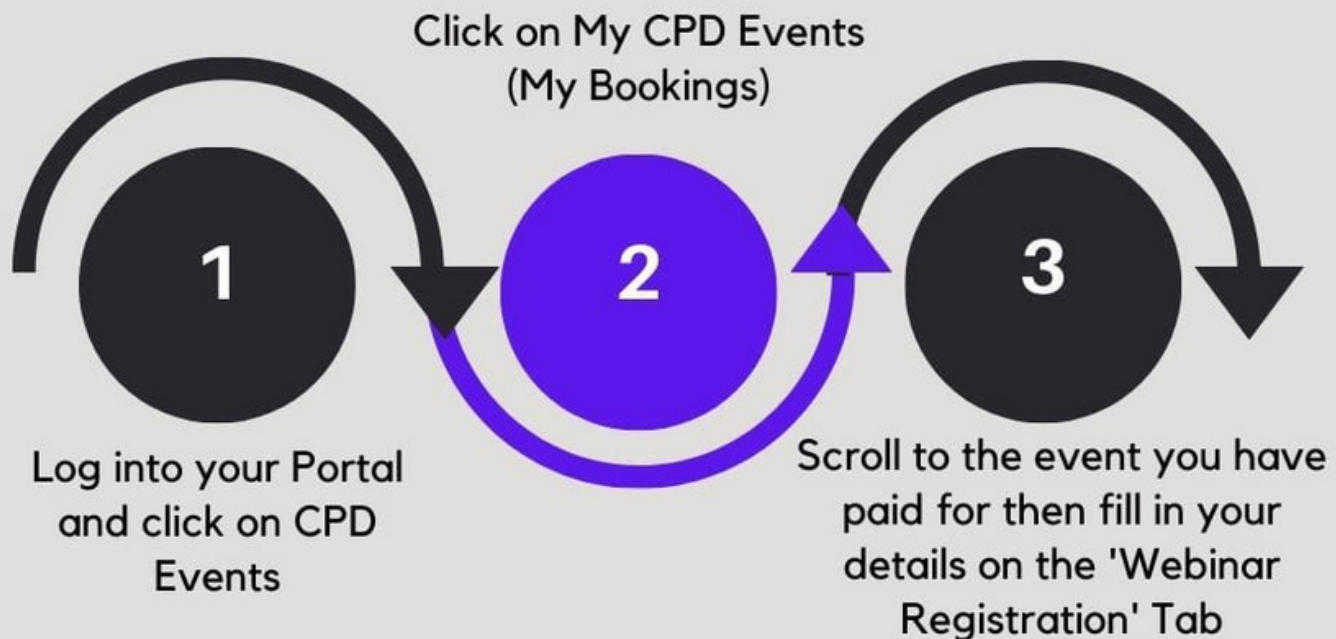 1
Log into your Portal
and click on CPD
Events
Click on My CPD Events
(My Bookings)
2
3
Scroll to the event you have
paid for then fill in your
details on the 'Webinar
Registration' Tab